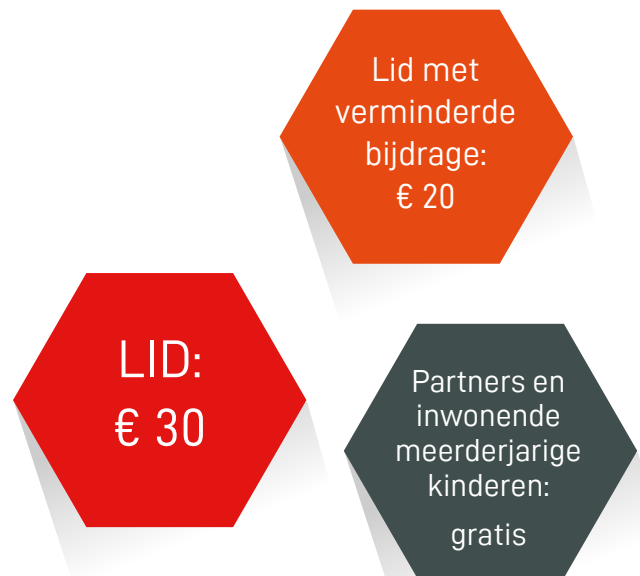 Lid met
verminderde
bijdrage:
€ 20
LID:
€ 30
Partners en
inwonende
meerderjarige
kinderen:
gratis